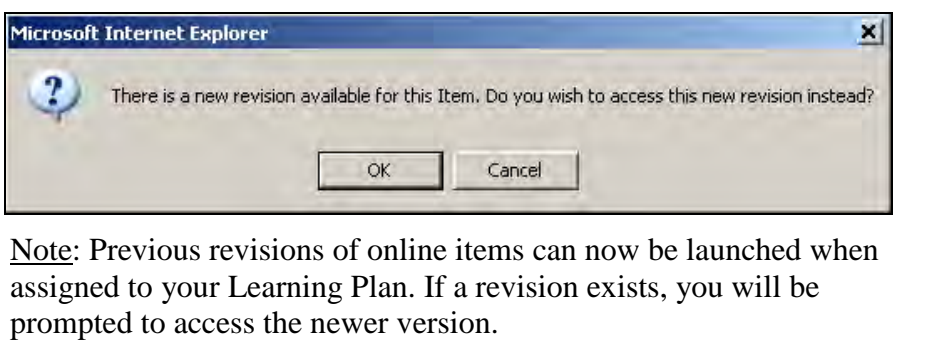 Microsoft Internet Explorer
There is a new revision available for this Item. Do you wish to access this new revision instead?
OK
Cancel
Note: Previous revisions of online items can now be launched when
assigned to your Learning Plan. If a revision exists, you will be
prompted to access the newer version.